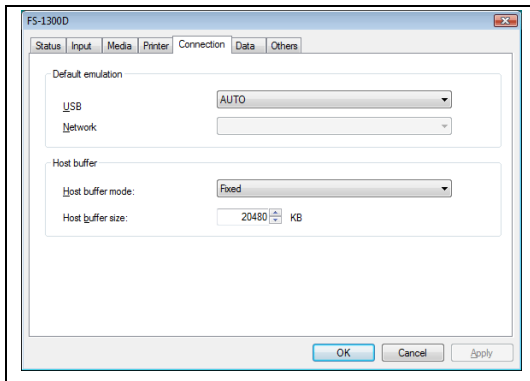 FS-1300D
Status Input Media Printer Connection Data Others
Default emulation
USB AUTO
Network
Host buffer
Host buffer mode: Fixed
Host buffer size: 20480 KB
OK Cancel Apply